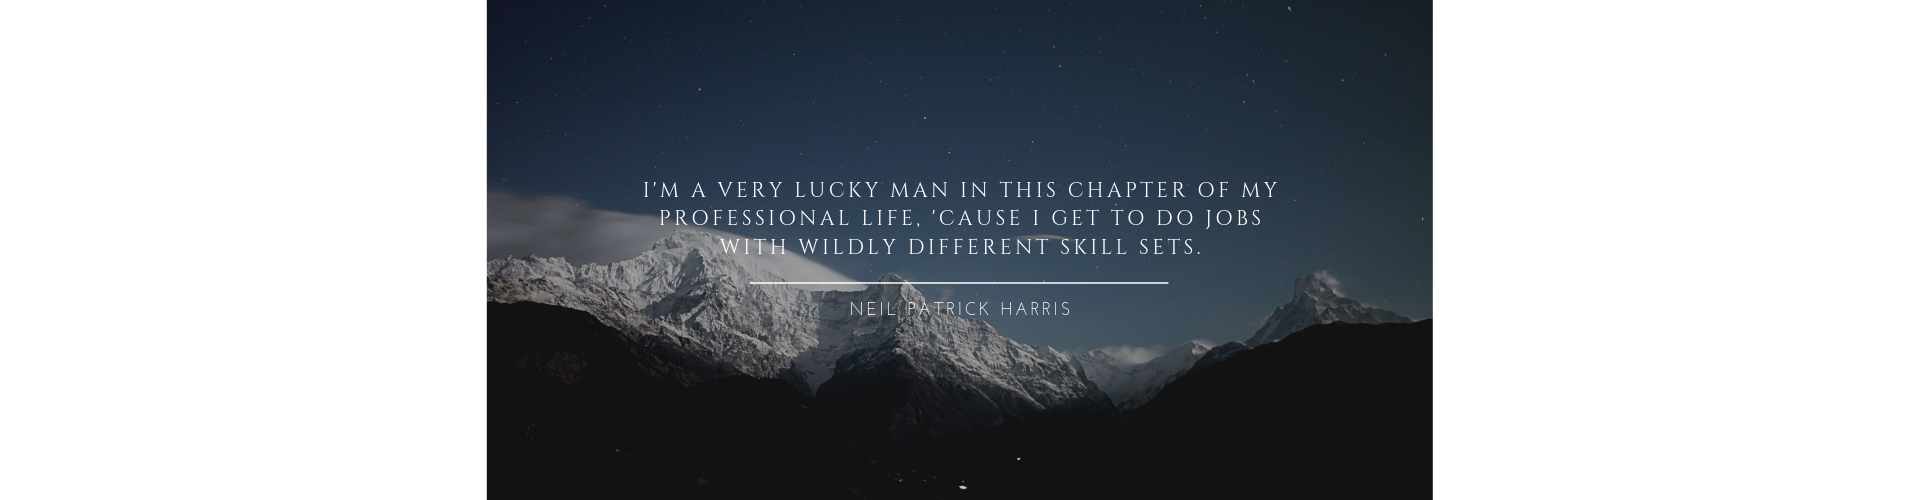 I'M A VERY LUCKY MAN IN THIS CHAPTER OF MY
PROFESSIONAL LIFE, 'CAUSE I GET TO DO JOBS
WITH WILDLY DIFFERENT SKILL SETS.
NEIL PATRICK HARRIS